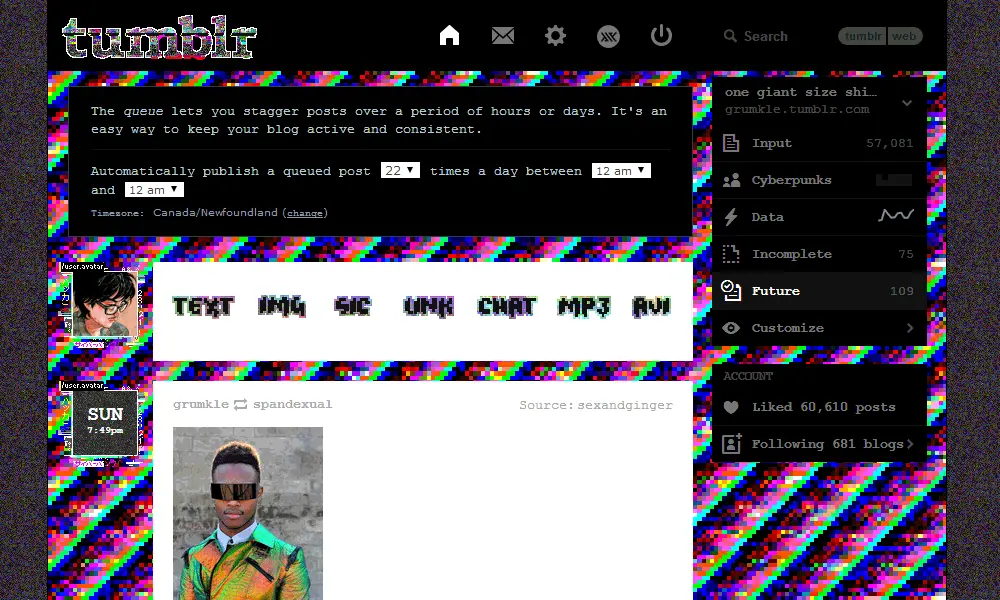 tumblr
Search
tumblr web
The queue lets you stagger posts over a period of hours or days. It's an
easy way to keep your blog active and consistent.
Automatically publish a queued post 22 ▼ times a day between 12 am ▼
and 12 am ▼
Timezone: Canada/Newfoundland (change)
one giant size shi…
grumkle.tumblr.com
Input 57,081
Cyberpunks
Data
Incomplete 75
Future 109
Customize
ACCOUNT
Liked 60,610 posts
Following 681 blogs
/user.avatar_
TEXT IMG SIC LINK CHAT MP3 AVI
/user.avatar_
SUN
7:49pm
grumkle spandexual
Source: sexandginger